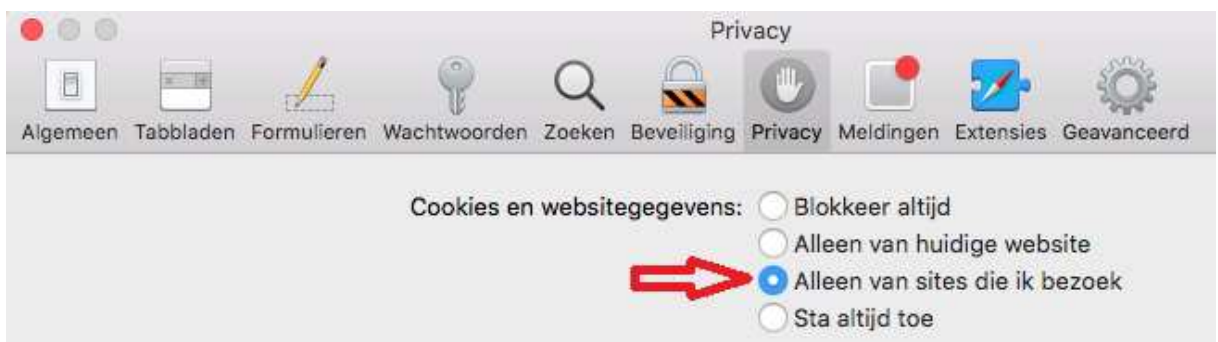 Privacy
Algemeen Tabbladen Formulieren Wachtwoorden Zoeken Beveiliging Privacy Meldingen Extensies Geavanceerd
Cookies en websitegegevens: Blokkeer altijd
Alleen van huidige website
Alleen van sites die ik bezoek
Sta altijd toe